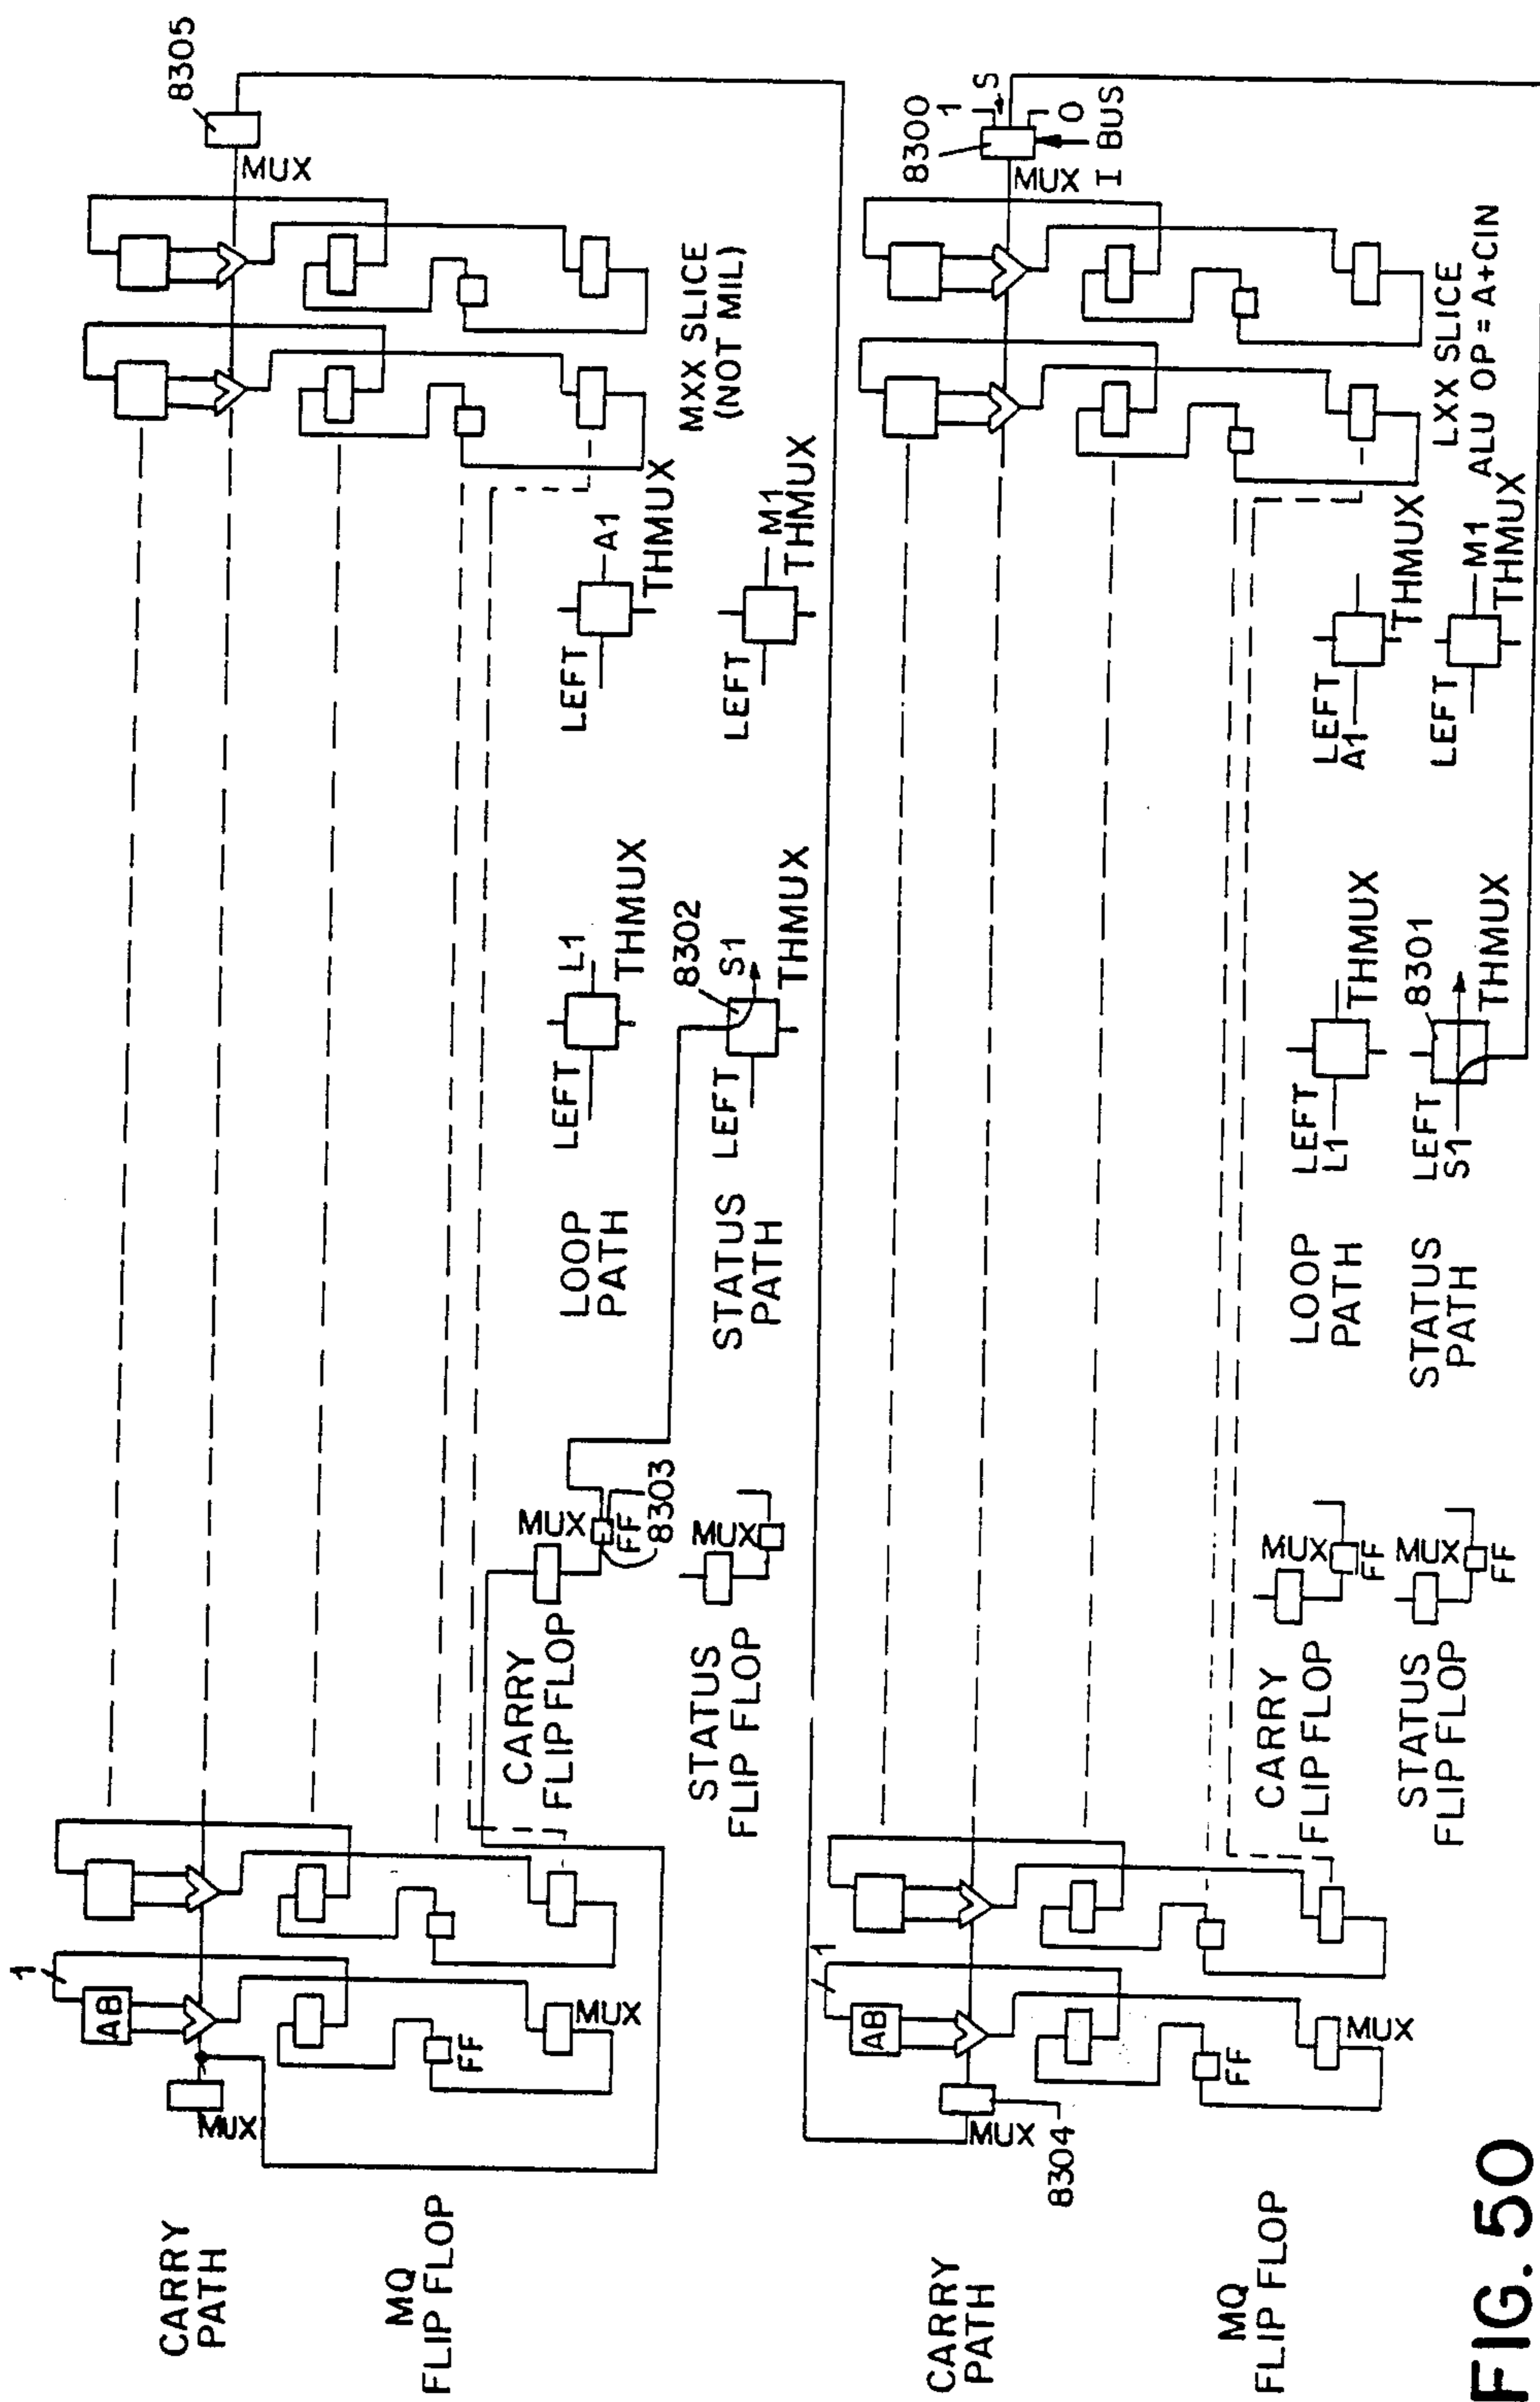 CARRY
PATH
MQ
FLIP FLOP
1
AB
MUX
FF
MUX
CARRY
FLIP FLOP
MUX
FF
8303
STATUS
FLIP FLOP
MUX
LOOP
PATH
LEFT
L1
THMUX
STATUS
PATH
LEFT
8302
S1
THMUX
LEFT
A1
THMUX
LEFT
M1
THMUX
MXX SLICE
(NOT MIL)
MUX
8305
CARRY
PATH
MQ
FLIP FLOP
8304
MUX
1
AB
FF
MUX
CARRY
FLIP FLOP
MUX
FF
STATUS
FLIP FLOP
MUX
FF
LOOP
PATH
LEFT
L1
THMUX
STATUS
PATH
LEFT
S1
8301
THMUX
LEFT
A1
THMUX
LEFT
M1
THMUX
LXX SLICE
ALU OP = A+CIN
MUX
8300
1
S
0
I BUS
FIG. 50